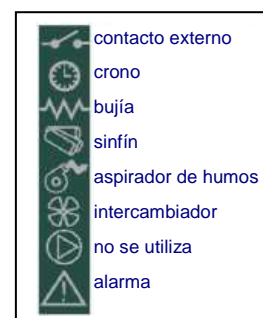 contacto externo
crono
bujía
sinfín
aspirador de humos
intercambiador
no se utiliza
alarma